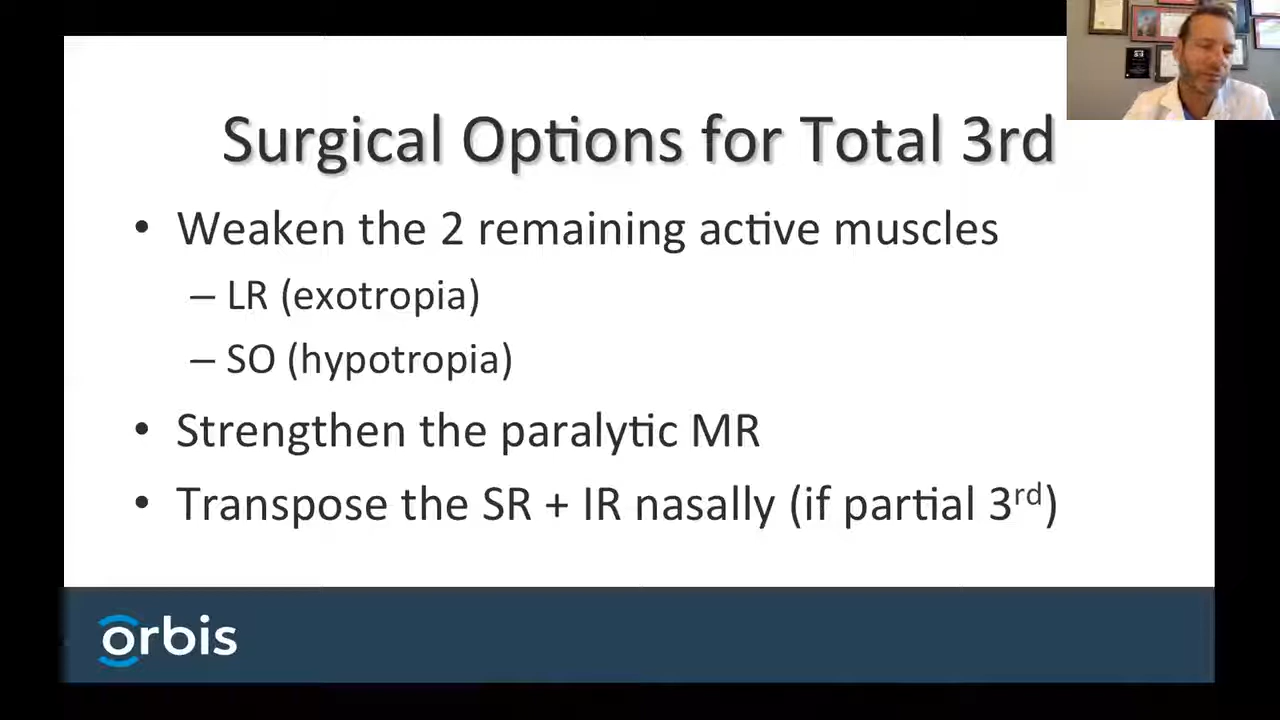 Surgical Options for Total 3rd
• Weaken the 2 remaining active muscles
– LR (exotropia)
– SO (hypotropia)
• Strengthen the paralytic MR
• Transpose the SR + IR nasally (if partial 3rd)
orbis